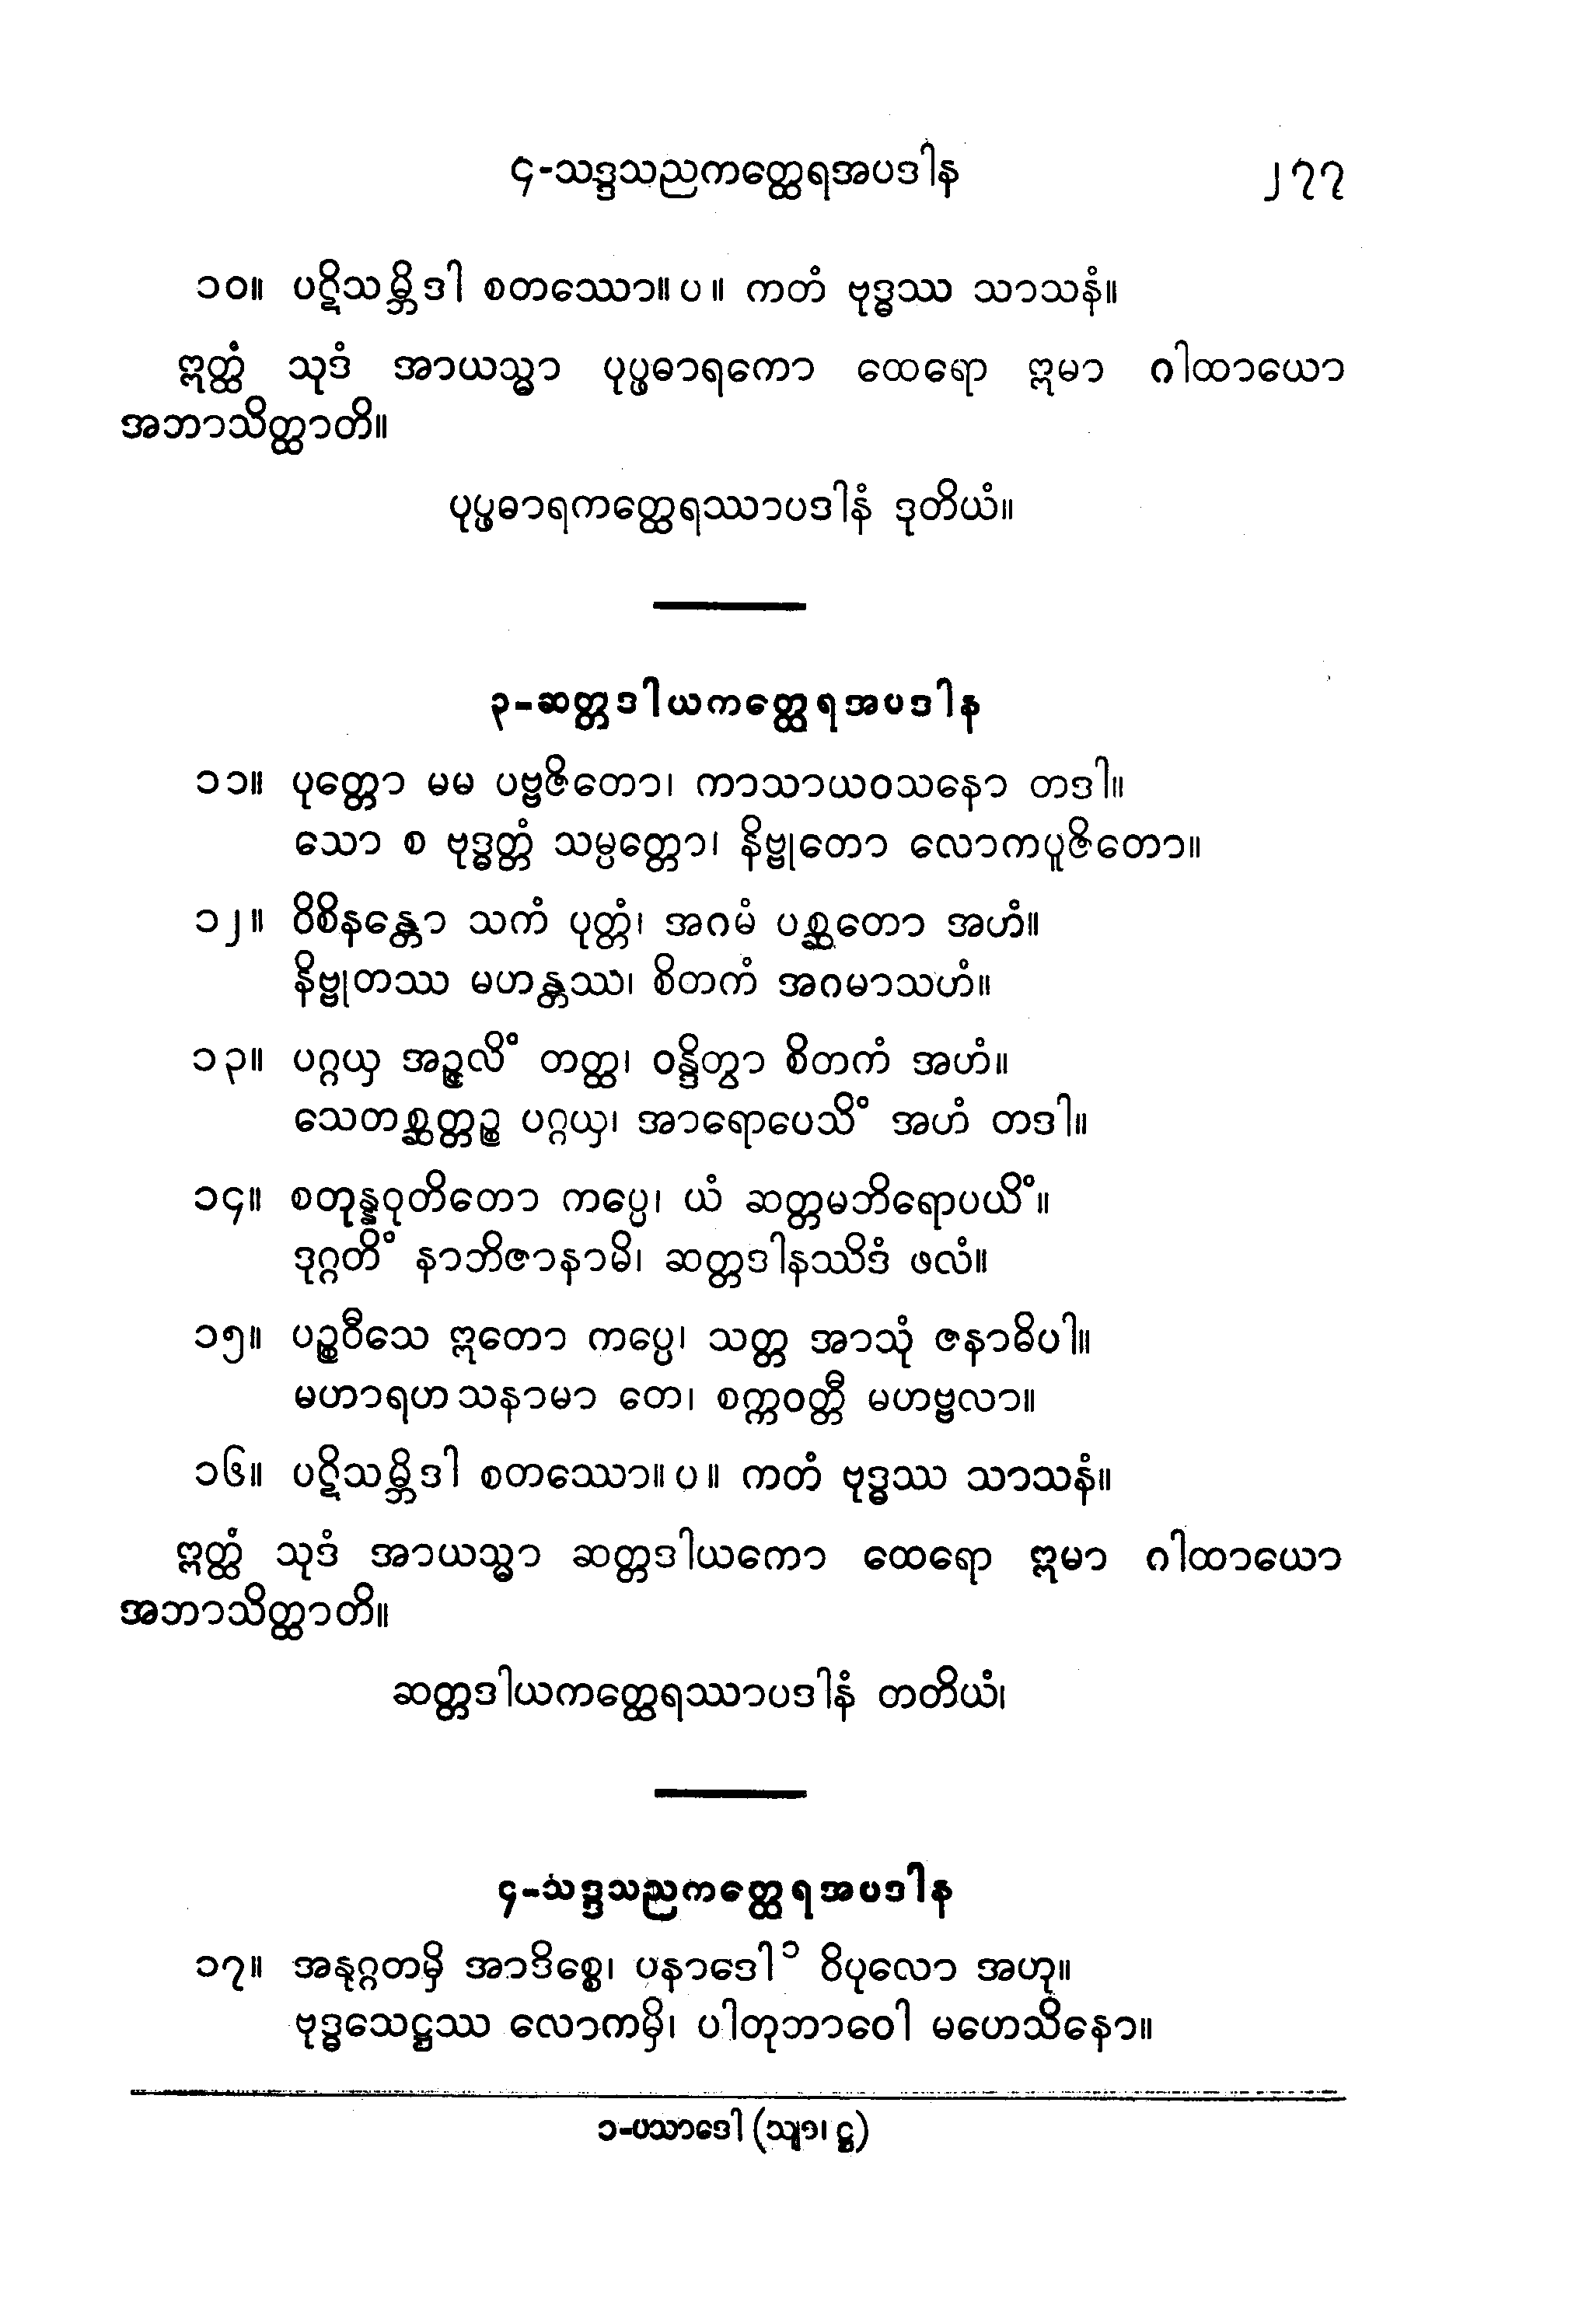 ၄-သဒ္ဒသညကတ္ထေရအပဒါန ၂၇၇
၁၀။ ပဋိသမ္ဘိဒါ စတဿော။ပ။ ကတံ ဗုဒ္ဓဿ သာသနံ။
ဣတ္ထံ သုဒံ အာယသ္မာ ပုပ္ဖဓာရကော ထေရော ဣမာ ဂါထာယော
အဘာသိတ္ထာတိ။
ပုပ္ဖဓာရကတ္ထေရဿာပဒါနံ ဒုတိယံ။
၃-ဆတ္တဒါယကတ္ထေရအပဒါန
၁၁။ ပုတ္တော မမ ပဗ္ဗဇိတော၊ ကာသာယဝသနော တဒါ။
သော စ ဗုဒ္ဓတ္တံ သမ္ပတ္တော၊ နိဗ္ဗုတော လောကပူဇိတော။
၁၂။ ဝိစိနန္တော သကံ ပုတ္တံ၊ အဂမံ ပစ္ဆတော အဟံ။
နိဗ္ဗုတဿ မဟန္တဿ၊ စိတကံ အဂမာသဟံ။
၁၃။ ပဂ္ဂယှ အဉ္ဇလိံ တတ္ထ၊ ဝန္ဒိတွာ စိတကံ အဟံ။
သေတစ္ဆတ္တဉ္စ ပဂ္ဂယှ၊ အာရောပေသိံ အဟံ တဒါ။
၁၄။ စတုန္နဝုတိတော ကပ္ပေ၊ ယံ ဆတ္တမဘိရောပယိံ။
ဒုဂ္ဂတိံ နာဘိဇာနာမိ၊ ဆတ္တဒါနဿိဒံ ဖလံ။
၁၅။ ပဉ္စဝီသေ ဣတော ကပ္ပေ၊ သတ္တ အာသုံ ဇနာဓိပါ။
မဟာရဟသနာမာ တေ၊ စက္ကဝတ္တီ မဟဗ္ဗလာ။
၁၆။ ပဋိသမ္ဘိဒါ စတဿော။ပ။ ကတံ ဗုဒ္ဓဿ သာသနံ။
ဣတ္ထံ သုဒံ အာယသ္မာ ဆတ္တဒါယကော ထေရော ဣမာ ဂါထာယော
အဘာသိတ္ထာတိ။
ဆတ္တဒါယကတ္ထေရဿာပဒါနံ တတိယံ၊
၄-သဒ္ဒသညကတ္ထေရအပဒါန
၁၇။ အနုဂ္ဂတမှိ အာဒိစ္စေ၊ ပနာဒေါ ၁ ဝိပုလော အဟု။
ဗုဒ္ဓသေဋ္ဌဿ လောကမှိ၊ ပါတုဘာဝေါ မဟေသိနော။
၁-ပသာဒေါ (သျာ၊ ဋ္ဌ)